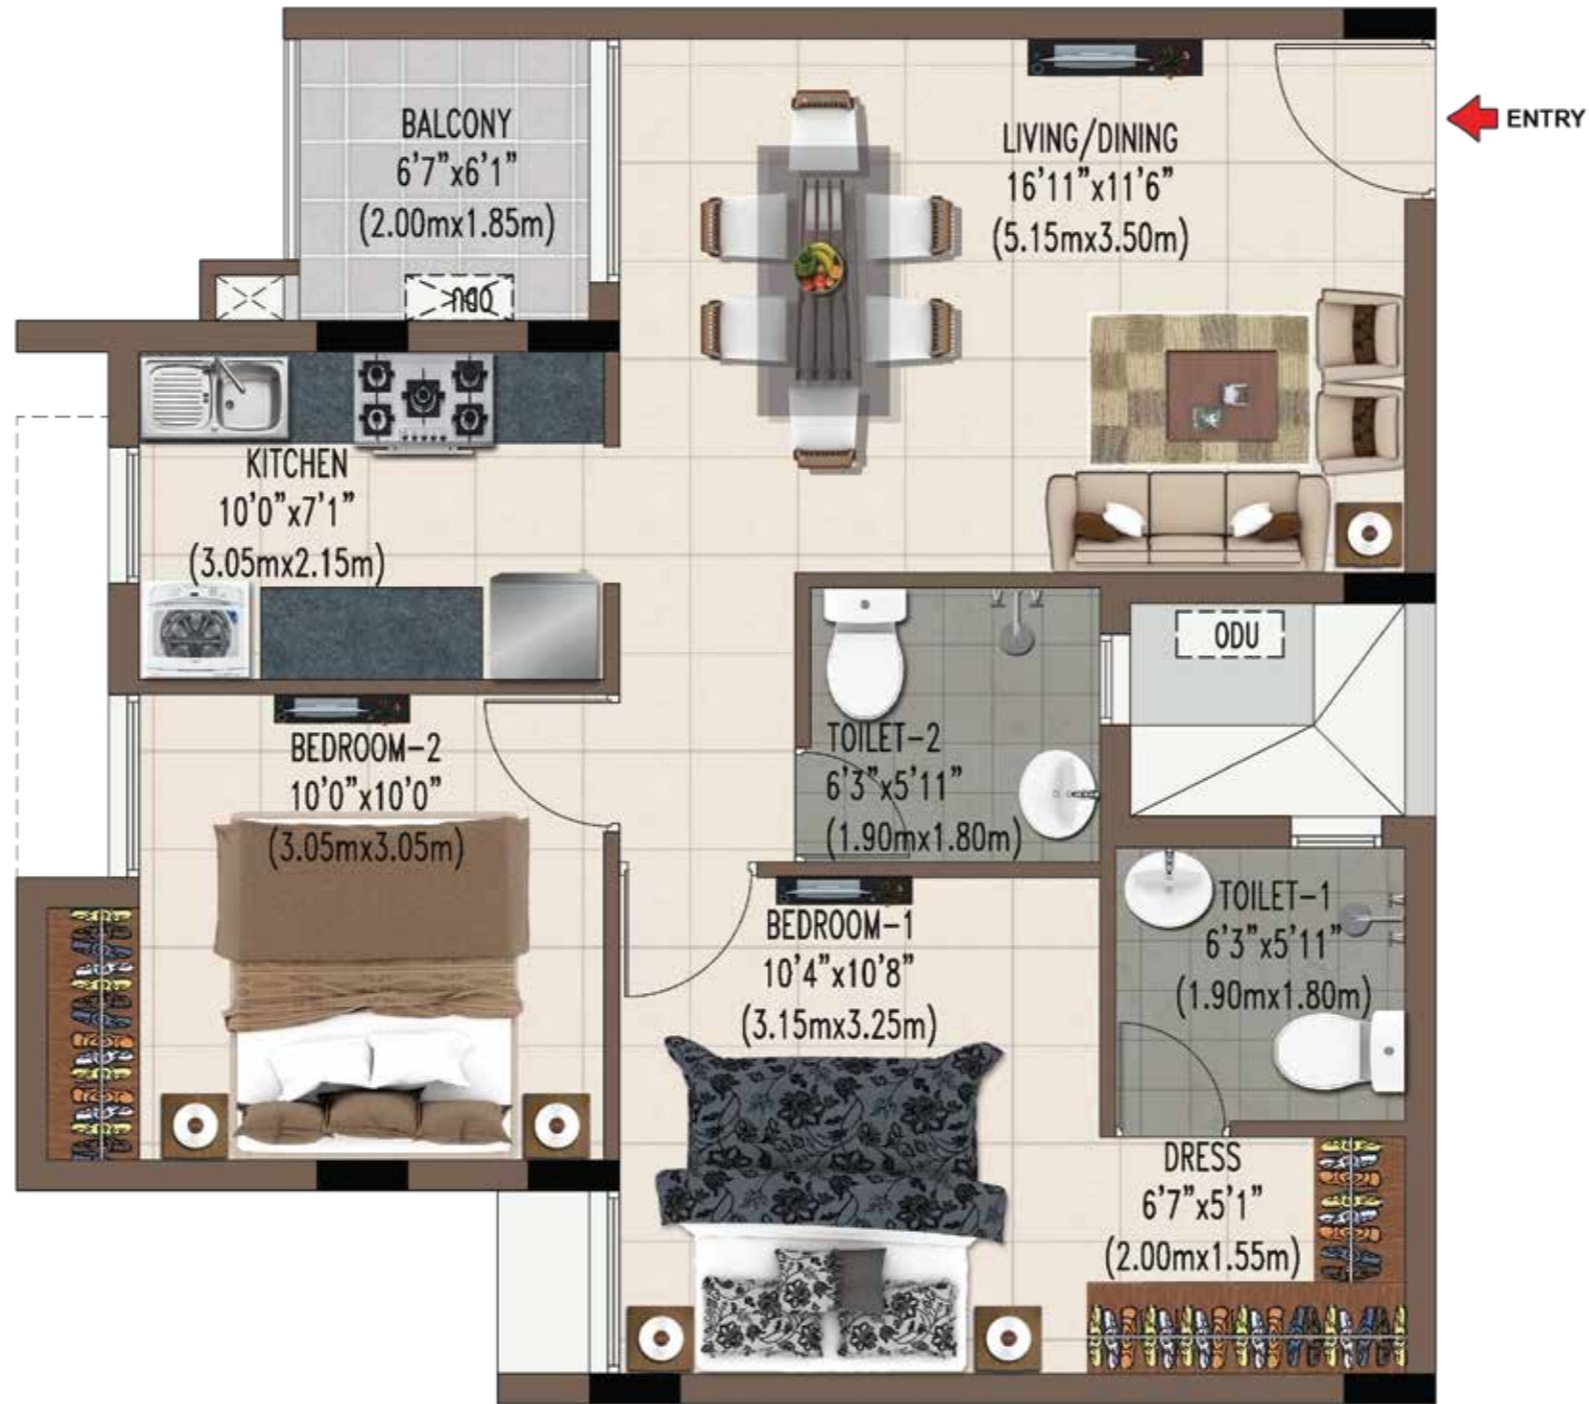 BALCONY
6'7"x6'1"
(2.00mx1.85m)
ODU
LIVING/DINING
16'11"x11'6"
(5.15mx3.50m)
ENTRY
KITCHEN
10'0"x7'1"
(3.05mx2.15m)
ODU
BEDROOM-2
10'0"x10'0"
(3.05mx3.05m)
TOILET-2
6'3"x5'11"
(1.90mx1.80m)
BEDROOM-1
10'4"x10'8"
(3.15mx3.25m)
TOILET-1
6'3"x5'11"
(1.90mx1.80m)
DRESS
6'7"x5'1"
(2.00mx1.55m)